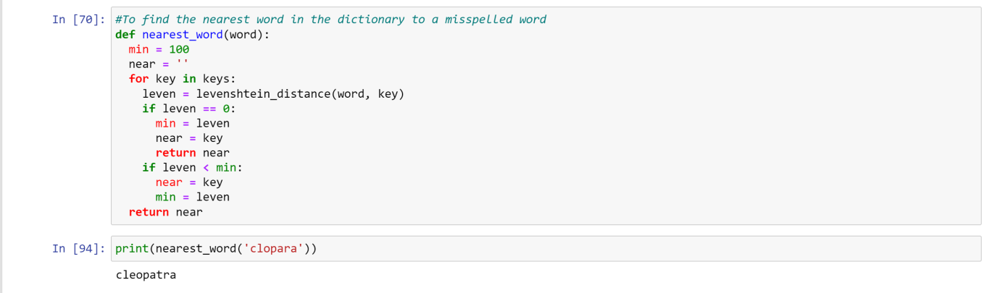 In [70]: #To find the nearest word in the dictionary to a misspelled word
def nearest_word(word):
  min = 100
  near = ''
  for key in keys:
    leven = levenshtein_distance(word, key)
    if leven == 0:
      min = leven
      near = key
      return near
    if leven < min:
      near = key
      min = leven
  return near
In [94]: print(nearest_word('clopara'))
cleopatra